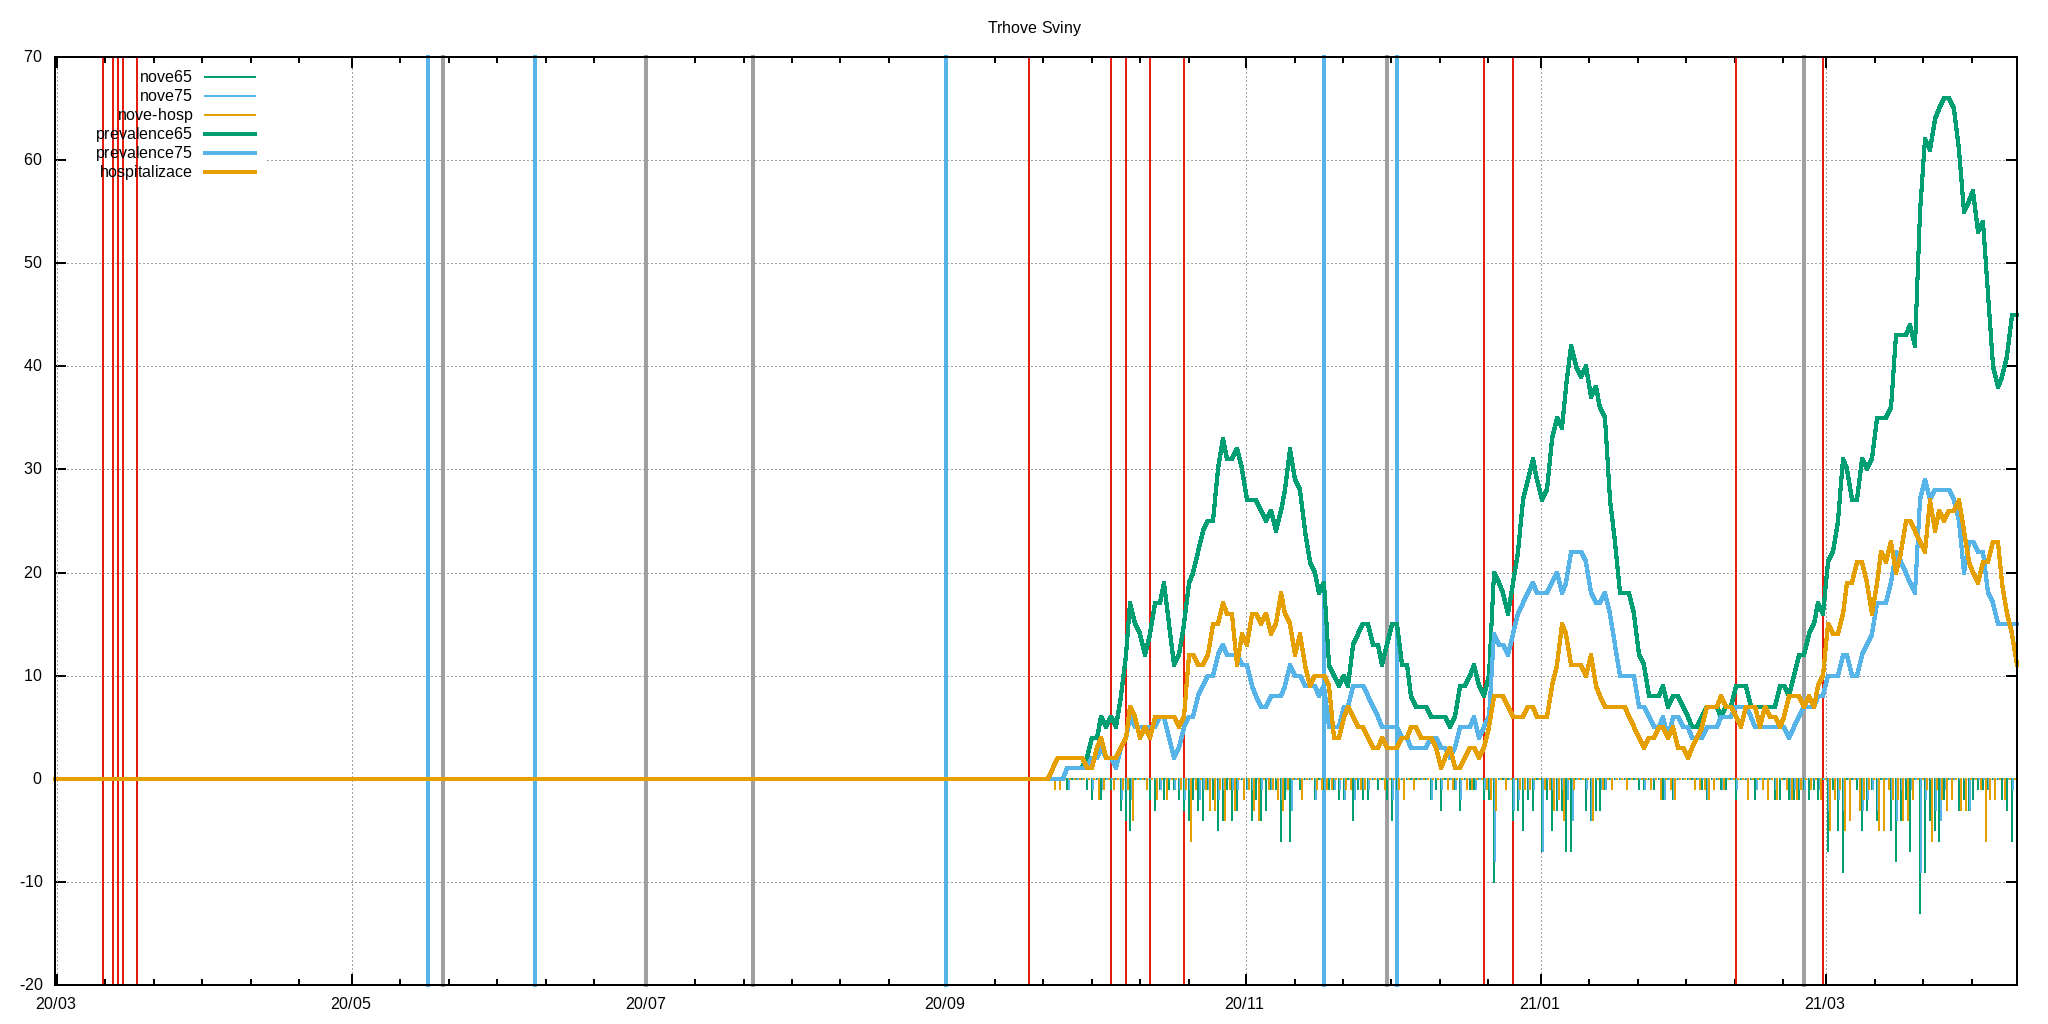 Trhove Sviny
70
60
50
40
30
20
10
0
-10
-20
nove65
nove75
nove-hosp
prevalence65
prevalence75
hospitalizace
20/03 20/05 20/07 20/09 20/11 21/01 21/03